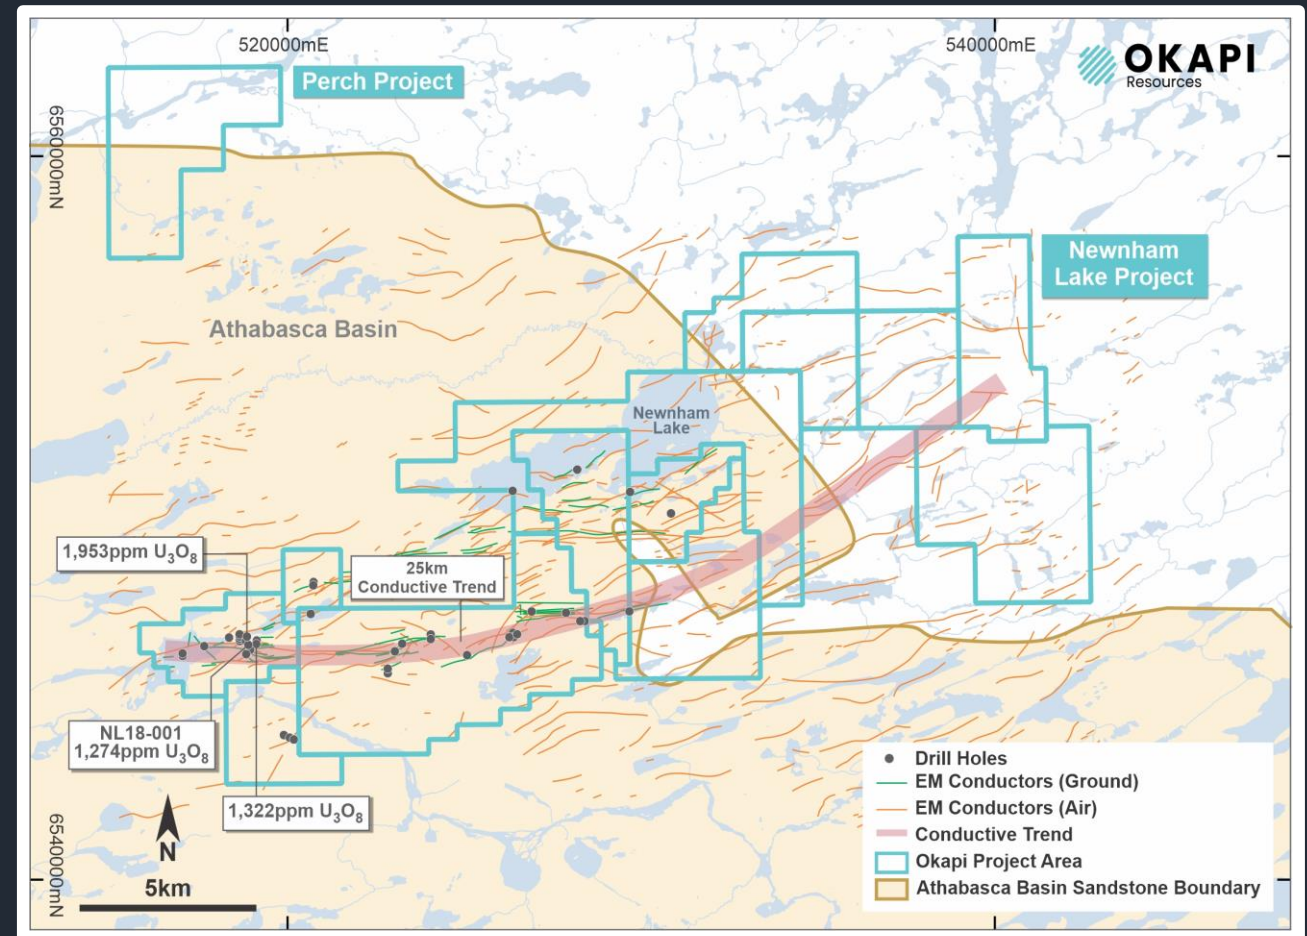 520000mE
540000mE
OKAPI
Resources
Perch Project
6560000mN
Newnham
Lake Project
Athabasca Basin
Newnham
Lake
1,953ppm U₃O₈
25km
Conductive Trend
NL18-001
1,274ppm U₃O₈
1,322ppm U₃O₈
6540000mN
N
5km
Drill Holes
EM Conductors (Ground)
EM Conductors (Air)
Conductive Trend
Okapi Project Area
Athabasca Basin Sandstone Boundary